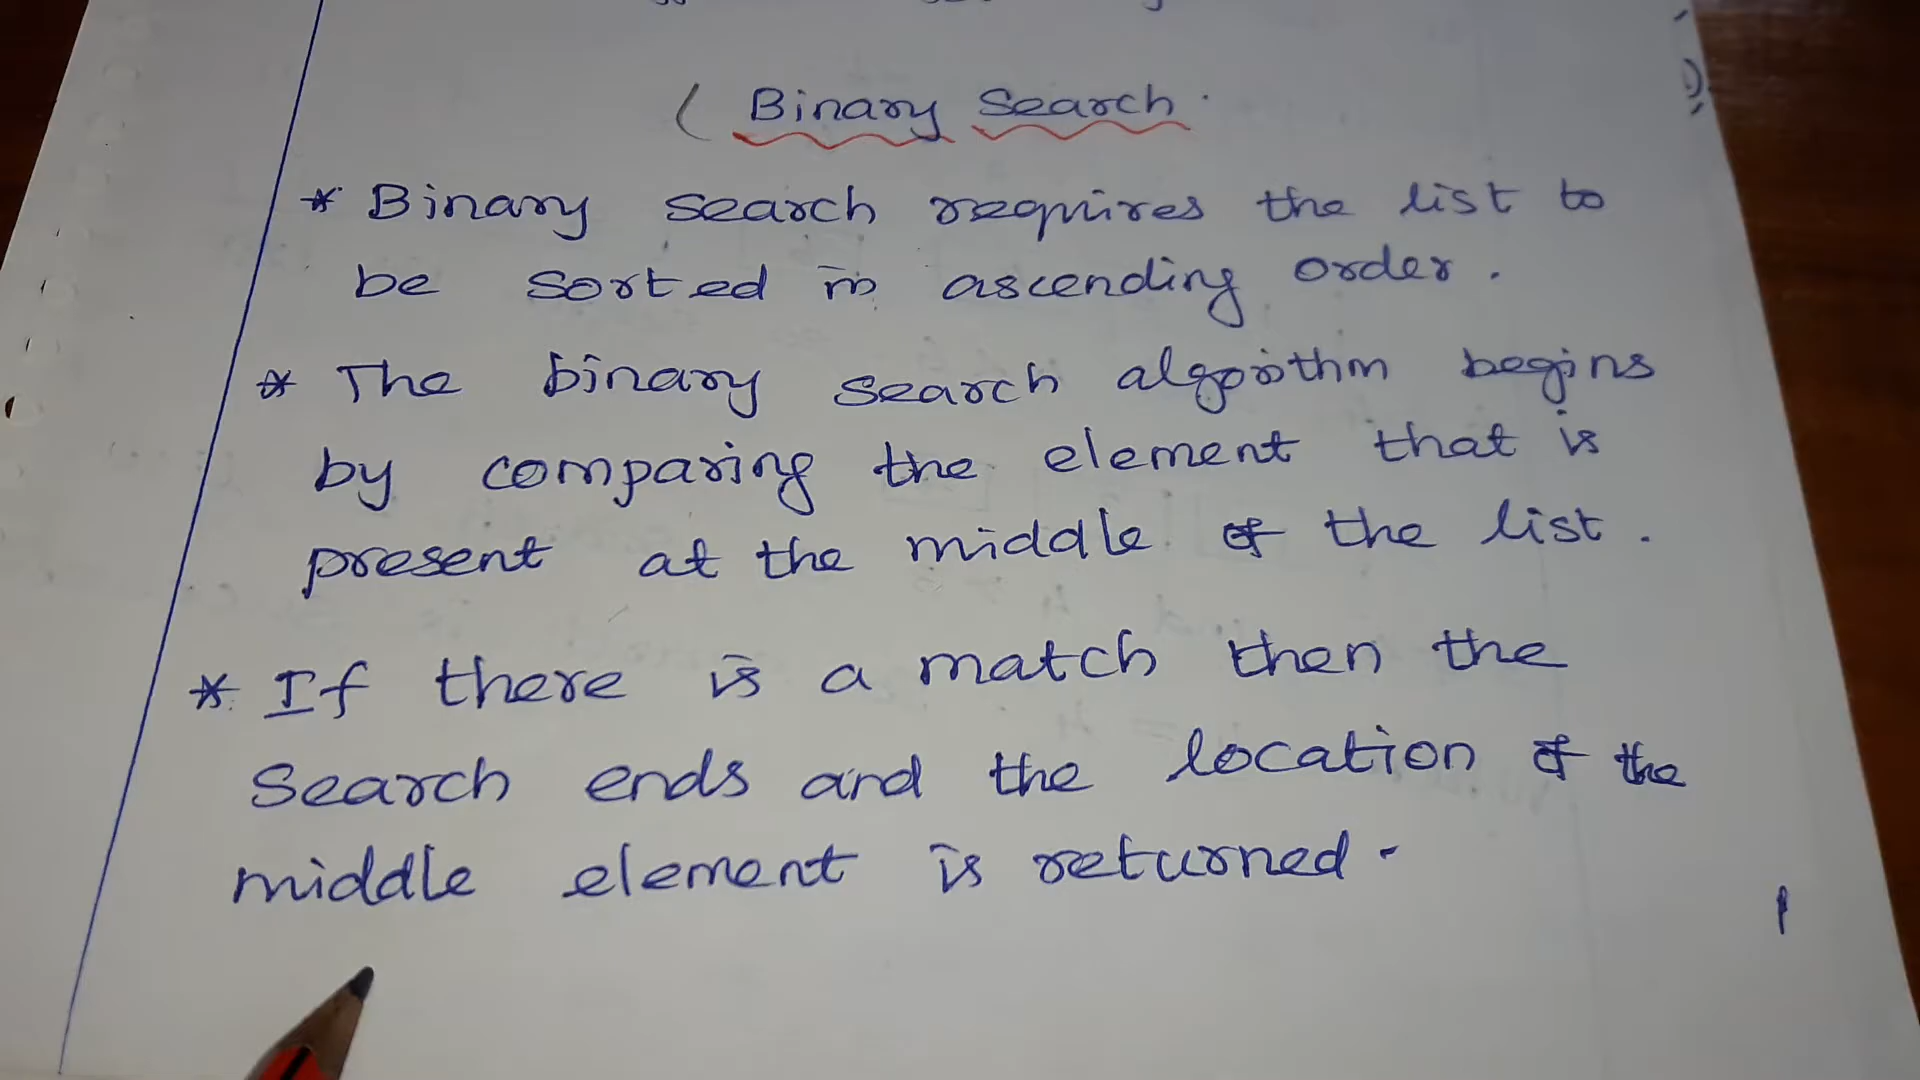 Binary Search.
* Binary search requires the list to
be sorted in ascending order.
* The binary search algorithm begins
by comparing the element that is
present at the middle of the list.
* If there is a match then the
Search ends and the location of the
middle element is returned.